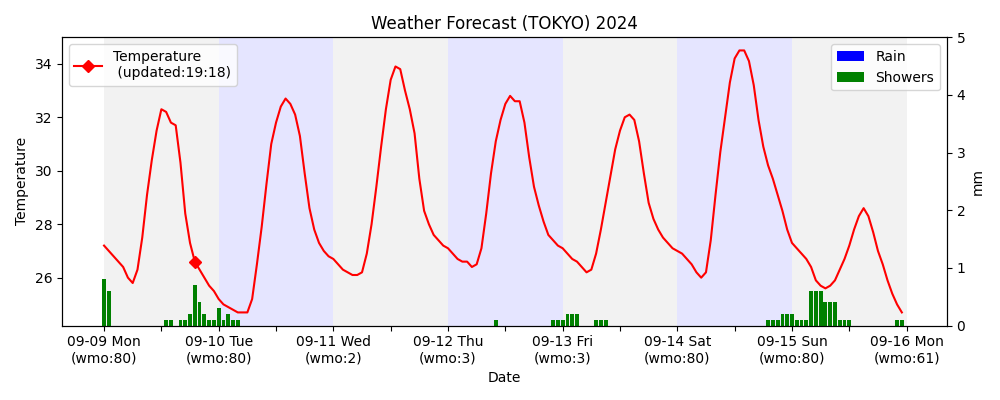 Weather Forecast (TOKYO) 2024
Temperature
(updated:19:18)
Rain
Showers
34
32
30
28
26
Temperature
5
4
3
2
1
0
mm
09-09 Mon
(wmo:80)
09-10 Tue
(wmo:80)
09-11 Wed
(wmo:2)
09-12 Thu
(wmo:3)
09-13 Fri
(wmo:3)
09-14 Sat
(wmo:80)
09-15 Sun
(wmo:80)
09-16 Mon
(wmo:61)
Date